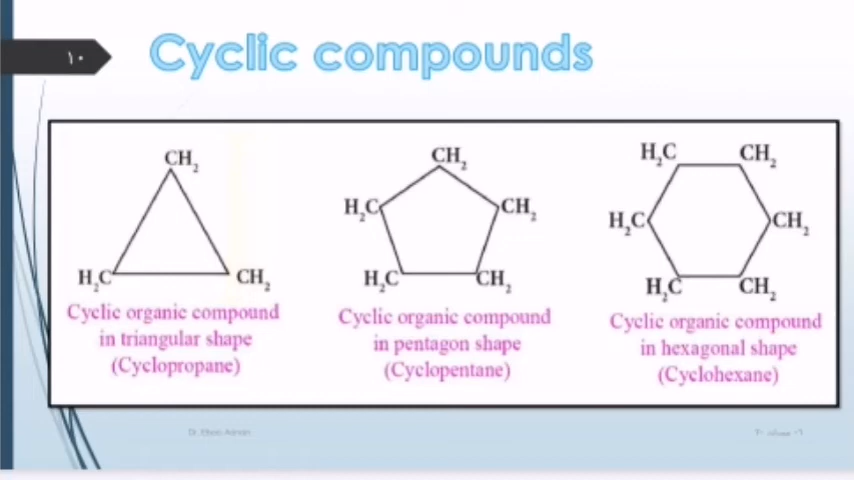 ١٠
Cyclic compounds
CH₂
H₂C CH₂
Cyclic organic compound
in triangular shape
(Cyclopropane)
CH₂
H₂C CH₂
H₂C CH₂
Cyclic organic compound
in pentagon shape
(Cyclopentane)
H₂C CH₂
H₂C CH₂
H₂C CH₂
Cyclic organic compound
in hexagonal shape
(Cyclohexane)